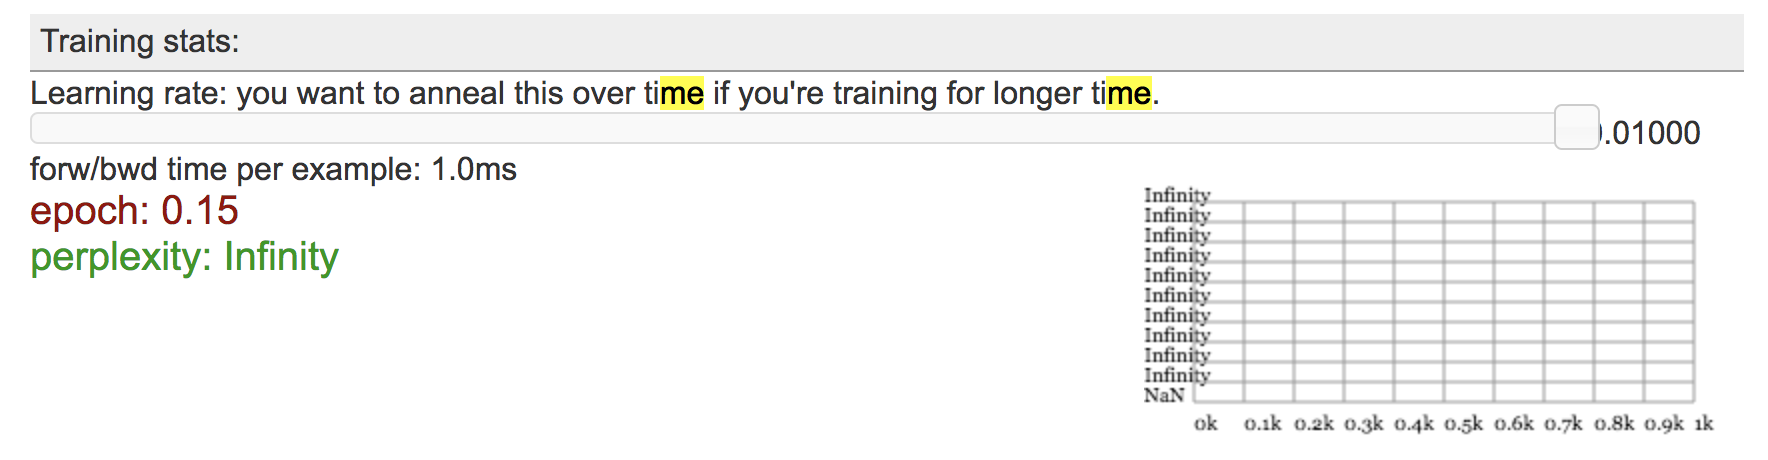 Training stats:
Learning rate: you want to anneal this over time if you're training for longer time.
.01000
forw/bwd time per example: 1.0ms
epoch: 0.15
perplexity: Infinity
Infinity
Infinity
Infinity
Infinity
Infinity
Infinity
Infinity
Infinity
Infinity
Infinity
NaN
0k 0.1k 0.2k 0.3k 0.4k 0.5k 0.6k 0.7k 0.8k 0.9k 1k